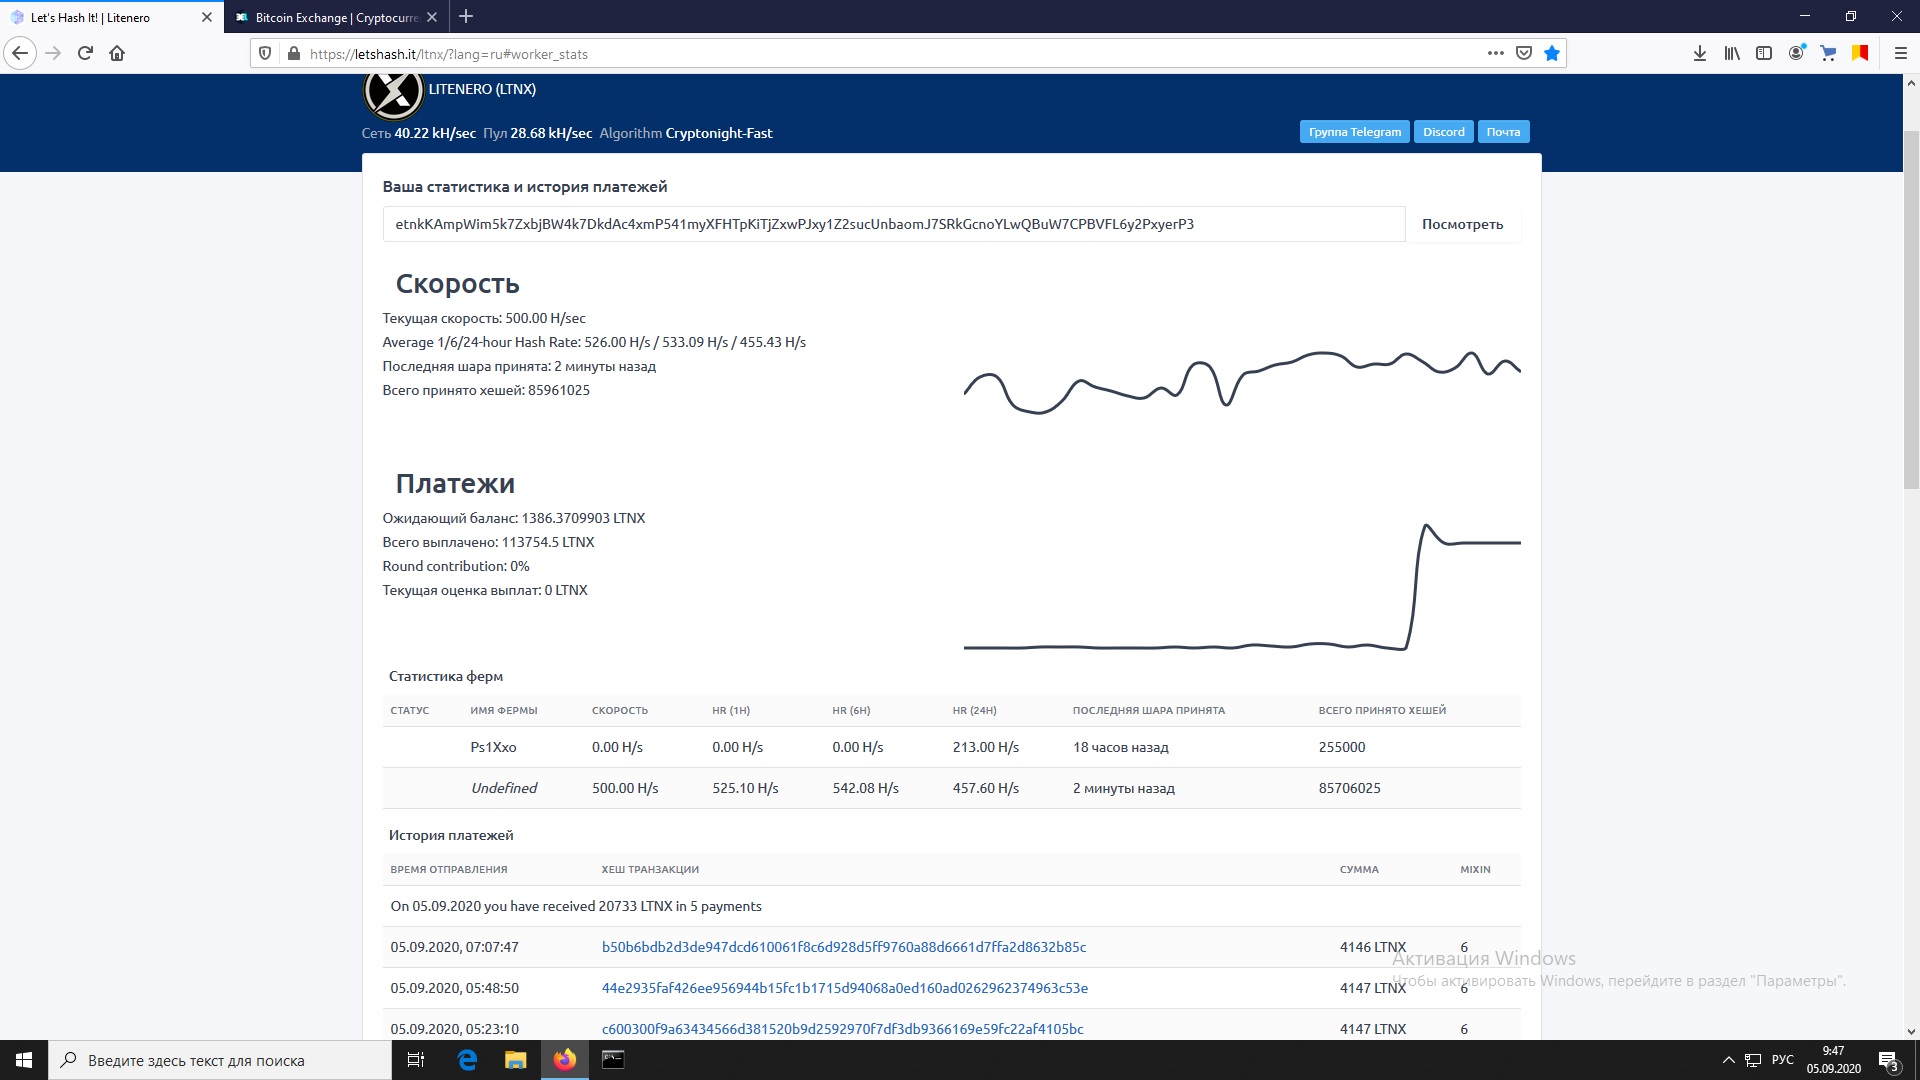 Let's Hash It! | Litenero
Bitcoin Exchange | Cryptocurre
https://letshash.it/ltnx/?lang=ru#worker_stats
LITENERO (LTNX)
Сеть 40.22 kH/sec Пул 28.68 kH/sec Algorithm Cryptonight-Fast
Группа Telegram Discord Почта
Ваша статистика и история платежей
etnkKAmpWim5k7ZxbjBW4k7DkdAc4xmP541myXFHTpKiTjZxwPJxy1Z2sucUnbaomJ7SRkGcnoYLwQBuW7CPBVFL6y2PxyerP3 Посмотреть
Скорость
Текущая скорость: 500.00 H/sec
Average 1/6/24-hour Hash Rate: 526.00 H/s / 533.09 H/s / 455.43 H/s
Последняя шара принята: 2 минуты назад
Всего принято хешей: 85961025
Платежи
Ожидающий баланс: 1386.3709903 LTNX
Всего выплачено: 113754.5 LTNX
Round contribution: 0%
Текущая оценка выплат: 0 LTNX
Статистика ферм
СТАТУС ИМЯ ФЕРМЫ СКОРОСТЬ HR (1H) HR (6H) HR (24H) ПОСЛЕДНЯЯ ШАРА ПРИНЯТА ВСЕГО ПРИНЯТО ХЕШЕЙ
Ps1Xxo 0.00 H/s 0.00 H/s 0.00 H/s 213.00 H/s 18 часов назад 255000
Undefined 500.00 H/s 525.10 H/s 542.08 H/s 457.60 H/s 2 минуты назад 85706025
История платежей
ВРЕМЯ ОТПРАВЛЕНИЯ ХЕШ ТРАНЗАКЦИИ СУММА MIXIN
On 05.09.2020 you have received 20733 LTNX in 5 payments
05.09.2020, 07:07:47 b50b6bdb2d3de947dcd610061f8c6d928d5ff9760a88d6661d7ffa2d8632b85c 4146 LTNX 6
Активация Windows
Чтобы активировать Windows, перейдите в раздел "Параметры".
05.09.2020, 05:48:50 44e2935faf426ee956944b15fc1b1715d94068a0ed160ad0262962374963c53e 4147 LTNX 6
05.09.2020, 05:23:10 c600300f9a63434566d381520b9d2592970f7df3db9366169e59fc22af4105bc 4147 LTNX 6
Введите здесь текст для поиска
РУС
9:47
05.09.2020
3